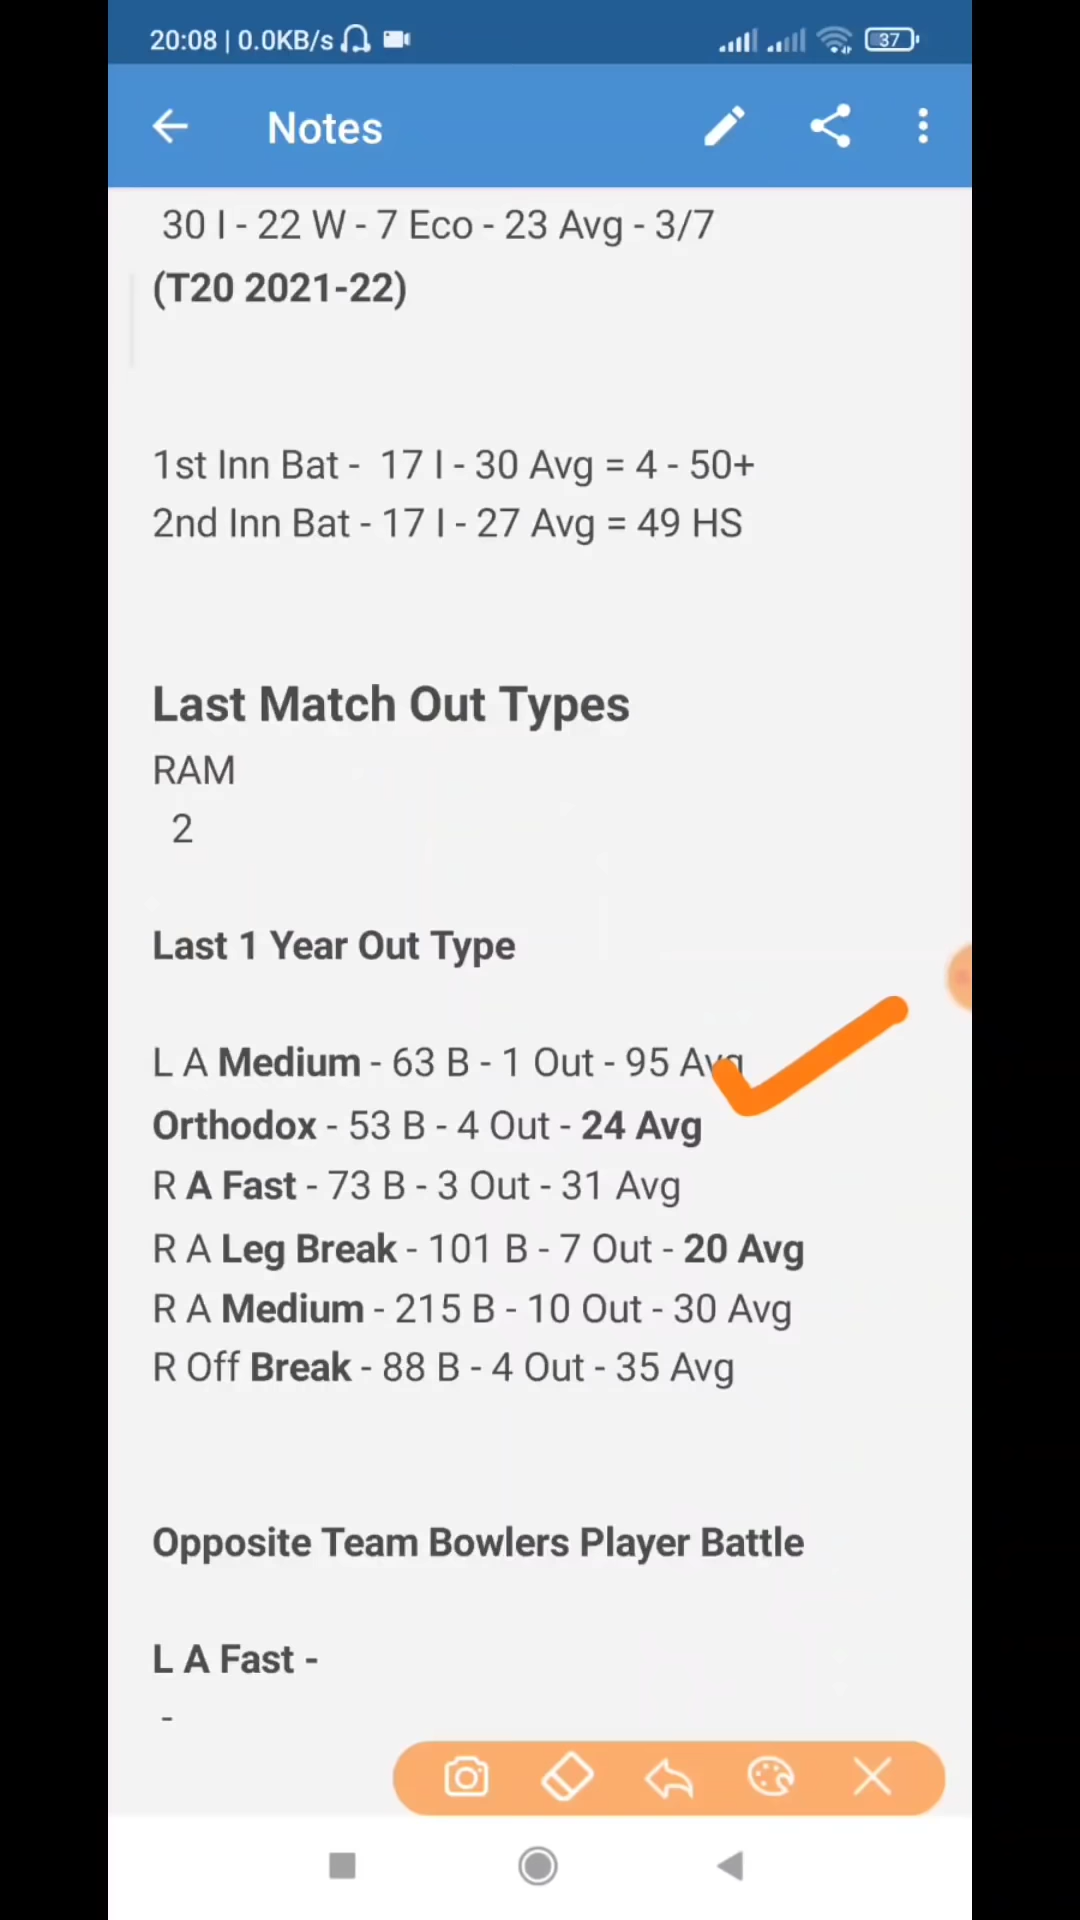 20:08 | 0.0KB/s 37
Notes
30 I - 22 W - 7 Eco - 23 Avg - 3/7
(T20 2021-22)
1st Inn Bat - 17 I - 30 Avg = 4 - 50+
2nd Inn Bat - 17 I - 27 Avg = 49 HS
Last Match Out Types
RAM
2
Last 1 Year Out Type
L A Medium - 63 B - 1 Out - 95 Avg
Orthodox - 53 B - 4 Out - 24 Avg
R A Fast - 73 B - 3 Out - 31 Avg
R A Leg Break - 101 B - 7 Out - 20 Avg
R A Medium - 215 B - 10 Out - 30 Avg
R Off Break - 88 B - 4 Out - 35 Avg
Opposite Team Bowlers Player Battle
L A Fast -
-